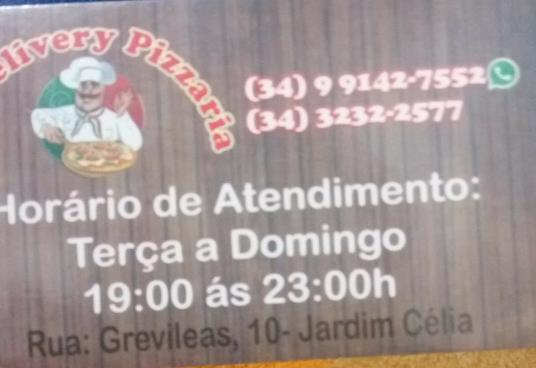 elivery Pizzaria
(34) 9 9142-7552
(34) 3232-2577
Horário de Atendimento:
Terça a Domingo
19:00 ás 23:00h
Rua: Grevileas, 10- Jardim Célia